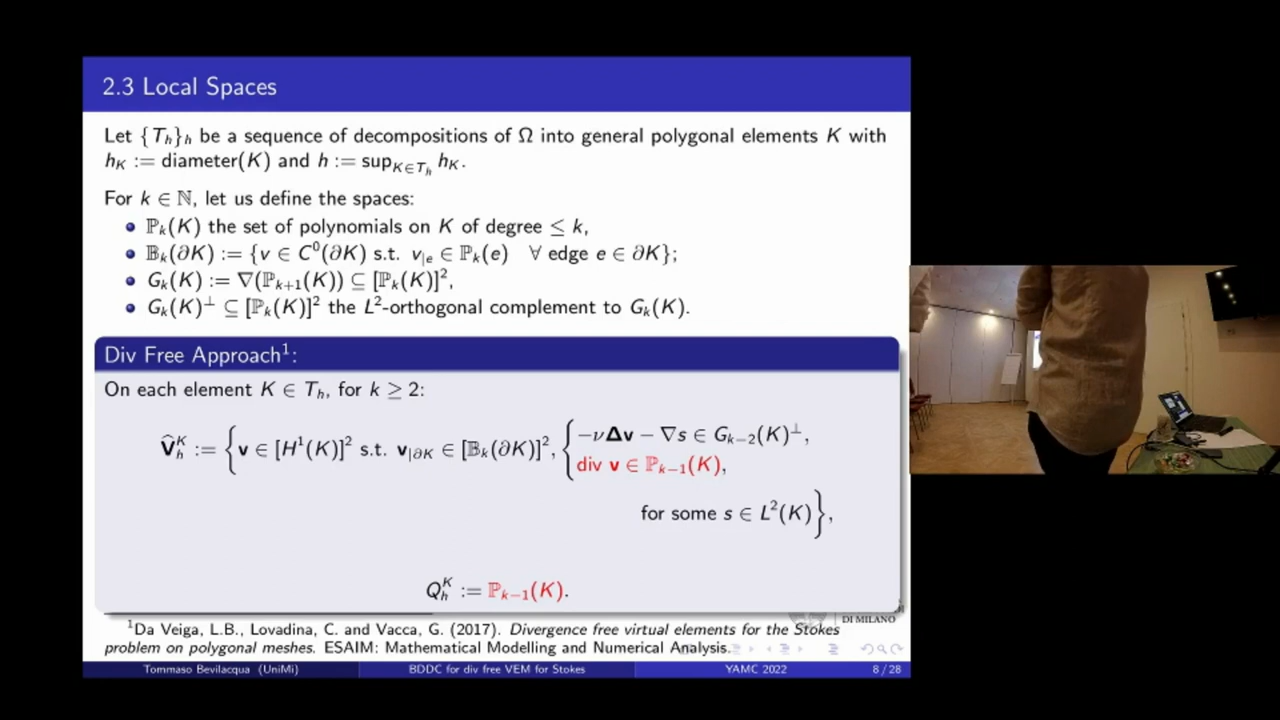 2.3 Local Spaces
Let {T_h}_h be a sequence of decompositions of Ω into general polygonal elements K with
h_K := diameter(K) and h := sup_{K∈T_h} h_K.
For k ∈ ℕ, let us define the spaces:
• ℙ_k(K) the set of polynomials on K of degree ≤ k,
• 𝔹_k(∂K) := {v ∈ C^0(∂K) s.t. v_{|e} ∈ ℙ_k(e) ∀ edge e ∈ ∂K};
• G_k(K) := ∇(ℙ_{k+1}(K)) ⊆ [ℙ_k(K)]^2,
• G_k(K)^⊥ ⊆ [ℙ_k(K)]^2 the L^2-orthogonal complement to G_k(K).
Div Free Approach^1:
On each element K ∈ T_h, for k ≥ 2:
V̂_h^K := { v ∈ [H^1(K)]^2 s.t. v_{|∂K} ∈ [𝔹_k(∂K)]^2, { −νΔv − ∇s ∈ G_{k−2}(K)^⊥,
div v ∈ ℙ_{k−1}(K),
for some s ∈ L^2(K) },
Q_h^K := ℙ_{k−1}(K).
DI MILANO
^1Da Veiga, L.B., Lovadina, C. and Vacca, G. (2017). Divergence free virtual elements for the Stokes
problem on polygonal meshes. ESAIM: Mathematical Modelling and Numerical Analysis.
Tommaso Bevilacqua (UniMi) BDDC for div free VEM for Stokes YAMC 2022 8 / 28